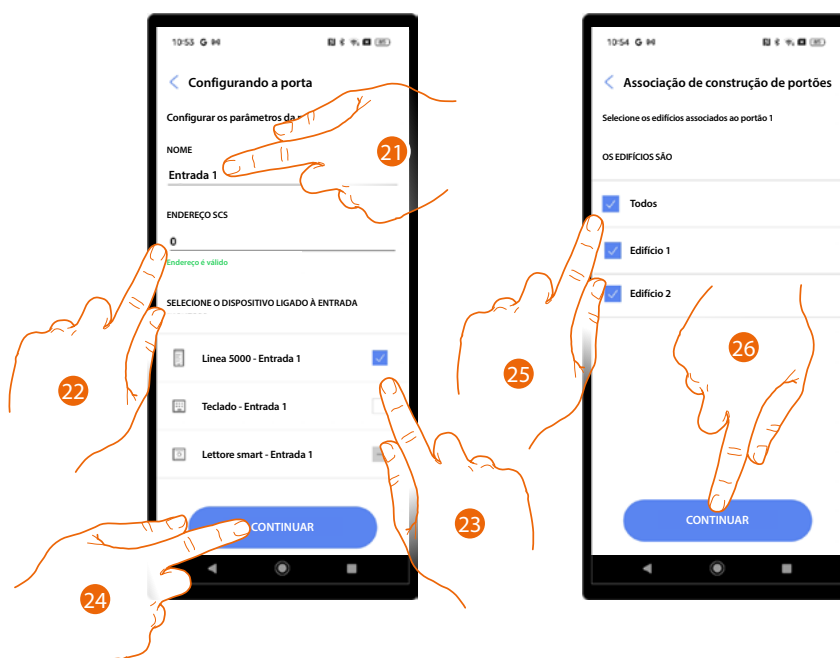 10:53 G
85
Configurando a porta
Configurar os parâmetros da
NOME
Entrada 1
21
ENDEREÇO SCS
0
Endereço é válido
SELECIONE O DISPOSITIVO LIGADO À ENTRADA
Linea 5000 - Entrada 1
22
Teclado - Entrada 1
Lettore smart - Entrada 1
23
CONTINUAR
24
10:54 G
85
Associação de construção de portões
Selecione os edifícios associados ao portão 1
OS EDIFÍCIOS SÃO
Todos
Edifício 1
Edifício 2
26
25
CONTINUAR